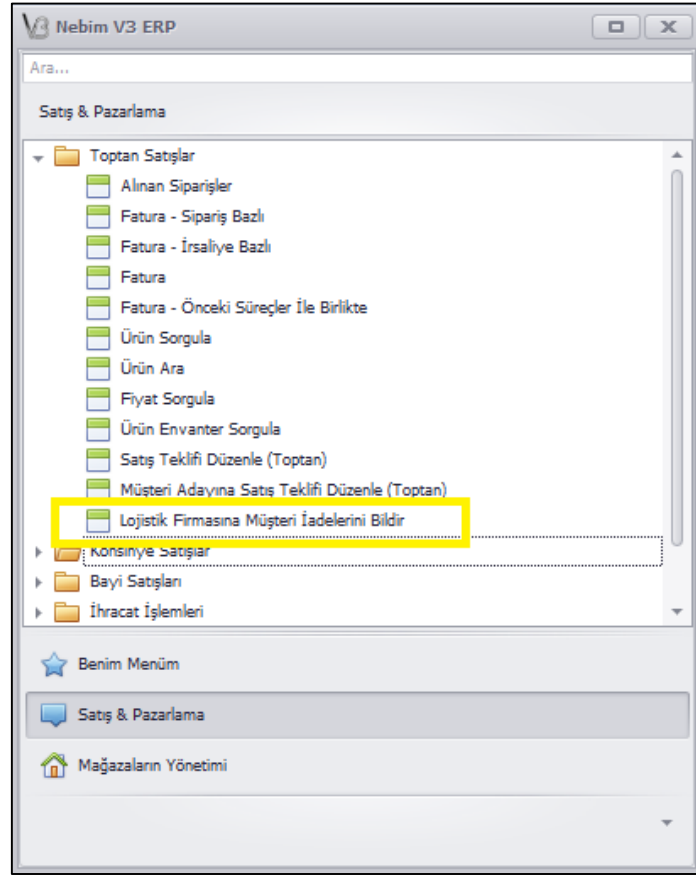 Nebim V3 ERP
Ara...
Satış & Pazarlama
Toptan Satışlar
Alınan Siparişler
Fatura - Sipariş Bazlı
Fatura - İrsaliye Bazlı
Fatura
Fatura - Önceki Süreçler İle Birlikte
Ürün Sorgula
Ürün Ara
Fiyat Sorgula
Ürün Envanter Sorgula
Satış Teklifi Düzenle (Toptan)
Müşteri Adayına Satış Teklifi Düzenle (Toptan)
Lojistik Firmasına Müşteri İadelerini Bildir
Konsinye Satışlar
Bayi Satışları
İhracat İşlemleri
Benim Menüm
Satış & Pazarlama
Mağazaların Yönetimi